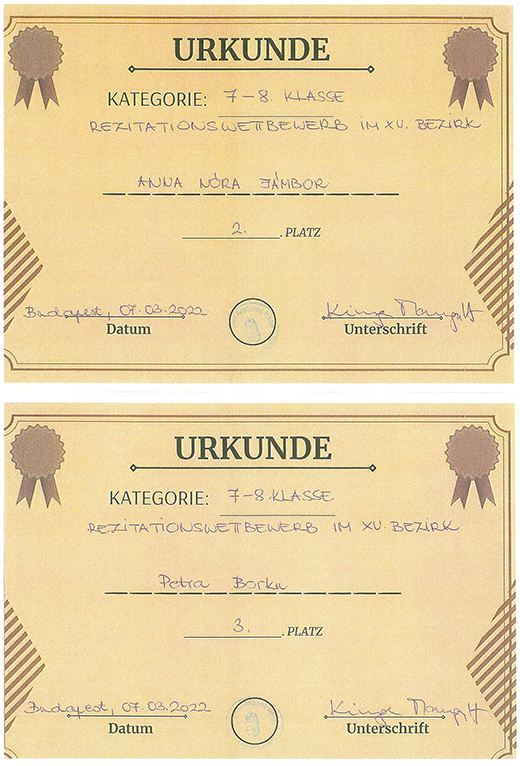 URKUNDE
KATEGORIE: 7-8. KLASSE
REZITATIONSWETTBEWERB IM XV. BEZIRK
ANNA NÓRA JÁMBOR
2. . PLATZ
Budapest, 07.03.2022
Datum
Unterschrift
URKUNDE
KATEGORIE: 7-8. KLASSE
REZITATIONSWETTBEWERB IM XV. BEZIRK
Petra
3. . PLATZ
Budapest, 07.03.2022
Datum
Unterschrift